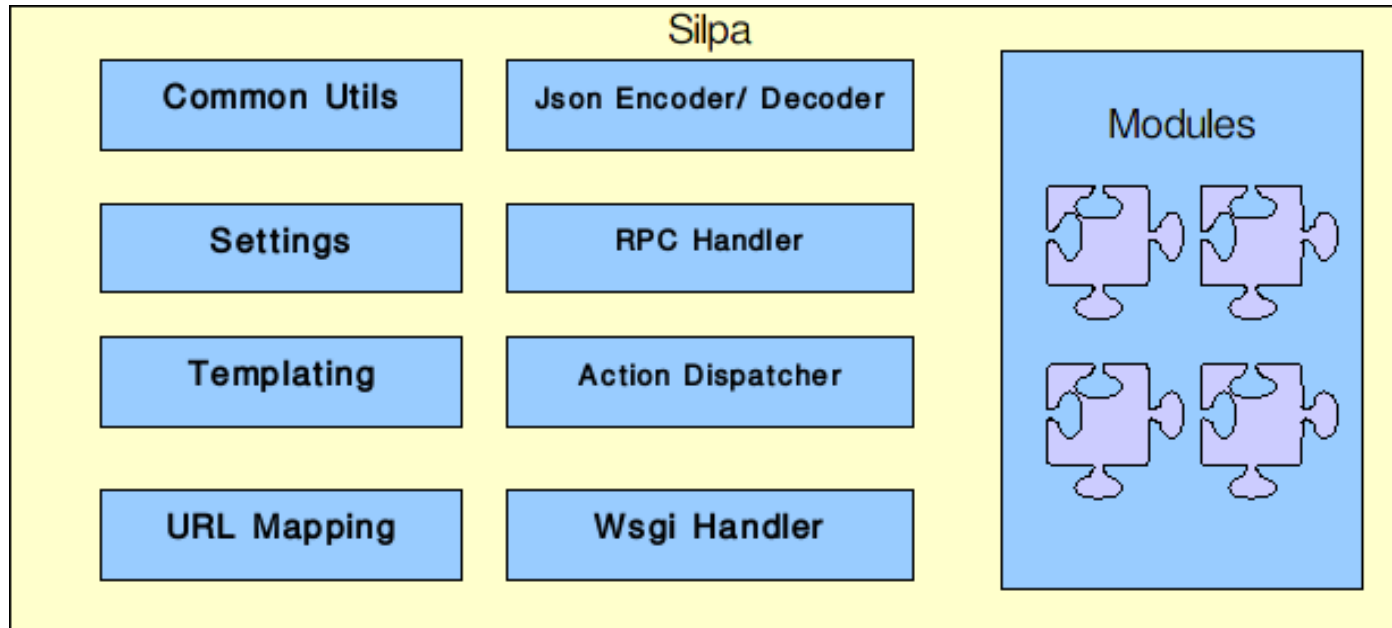 Silpa
Common Utils
Json Encoder/ Decoder
Modules
Settings
RPC Handler
Templating
Action Dispatcher
URL Mapping
Wsgi Handler